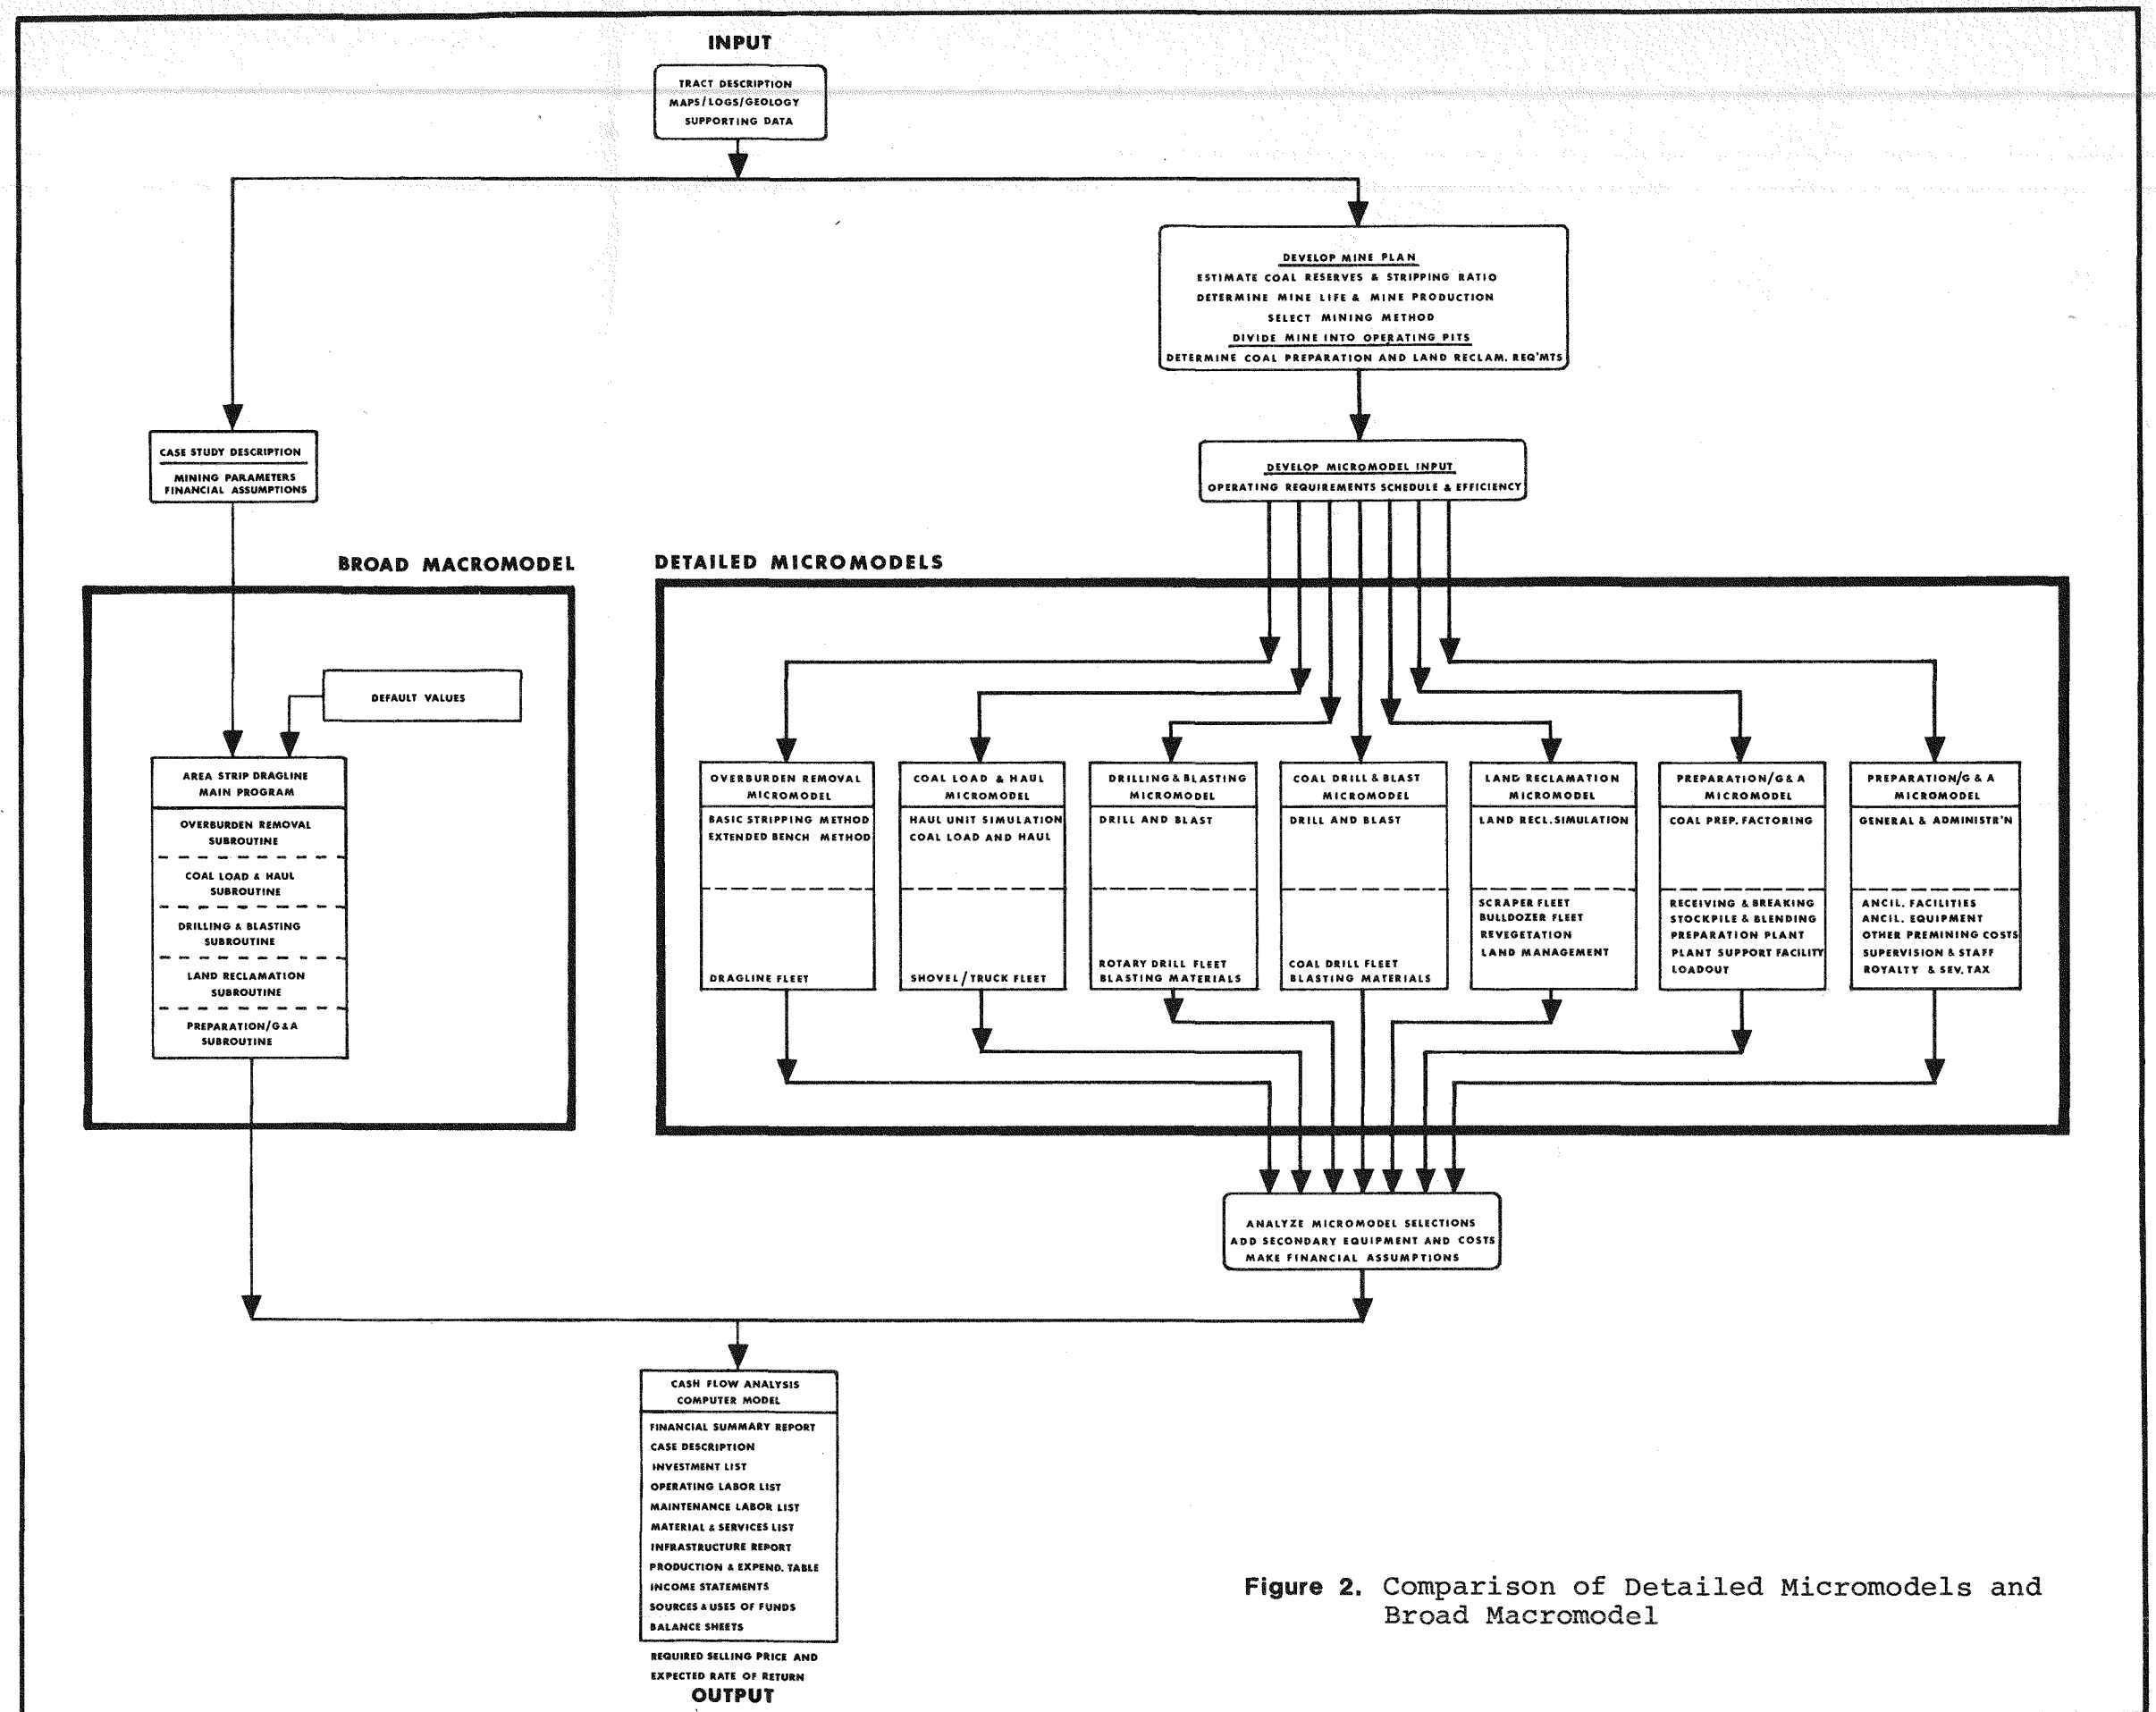 INPUT
TRACT DESCRIPTION
MAPS/LOGS/GEOLOGY
SUPPORTING DATA
DEVELOP MINE PLAN
ESTIMATE COAL RESERVES & STRIPPING RATIO
DETERMINE MINE LIFE & MINE PRODUCTION
SELECT MINING METHOD
DIVIDE MINE INTO OPERATING PITS
DETERMINE COAL PREPARATION AND LAND RECLAM. REQ'MTS
CASE STUDY DESCRIPTION
MINING PARAMETERS
FINANCIAL ASSUMPTIONS
DEVELOP MICROMODEL INPUT
OPERATING REQUIREMENTS SCHEDULE & EFFICIENCY
BROAD MACROMODEL
DEFAULT VALUES
AREA STRIP DRAGLINE
MAIN PROGRAM
OVERBURDEN REMOVAL
SUBROUTINE
COAL LOAD & HAUL
SUBROUTINE
DRILLING & BLASTING
SUBROUTINE
LAND RECLAMATION
SUBROUTINE
PREPARATION/G&A
SUBROUTINE
DETAILED MICROMODELS
OVERBURDEN REMOVAL
MICROMODEL
BASIC STRIPPING METHOD
EXTENDED BENCH METHOD
DRAGLINE FLEET
COAL LOAD & HAUL
MICROMODEL
HAUL UNIT SIMULATION
COAL LOAD AND HAUL
SHOVEL/TRUCK FLEET
DRILLING & BLASTING
MICROMODEL
DRILL AND BLAST
ROTARY DRILL FLEET
BLASTING MATERIALS
COAL DRILL & BLAST
MICROMODEL
DRILL AND BLAST
COAL DRILL FLEET
BLASTING MATERIALS
LAND RECLAMATION
MICROMODEL
LAND RECL. SIMULATION
SCRAPER FLEET
BULLDOZER FLEET
REVEGETATION
LAND MANAGEMENT
PREPARATION/G&A
MICROMODEL
COAL PREP. FACTORING
RECEIVING & BREAKING
STOCKPILE & BLENDING
PREPARATION PLANT
PLANT SUPPORT FACILITY
LOADOUT
PREPARATION/G & A
MICROMODEL
GENERAL & ADMINISTR'N
ANCIL. FACILITIES
ANCIL. EQUIPMENT
OTHER PREMINING COSTS
SUPERVISION & STAFF
ROYALTY & SEV. TAX
ANALYZE MICROMODEL SELECTIONS
ADD SECONDARY EQUIPMENT AND COSTS
MAKE FINANCIAL ASSUMPTIONS
CASH FLOW ANALYSIS
COMPUTER MODEL
FINANCIAL SUMMARY REPORT
CASE DESCRIPTION
INVESTMENT LIST
OPERATING LABOR LIST
MAINTENANCE LABOR LIST
MATERIAL & SERVICES LIST
INFRASTRUCTURE REPORT
PRODUCTION & EXPEND. TABLE
INCOME STATEMENTS
SOURCES & USES OF FUNDS
BALANCE SHEETS
REQUIRED SELLING PRICE AND
EXPECTED RATE OF RETURN
OUTPUT
Figure 2. Comparison of Detailed Micromodels and
Broad Macromodel